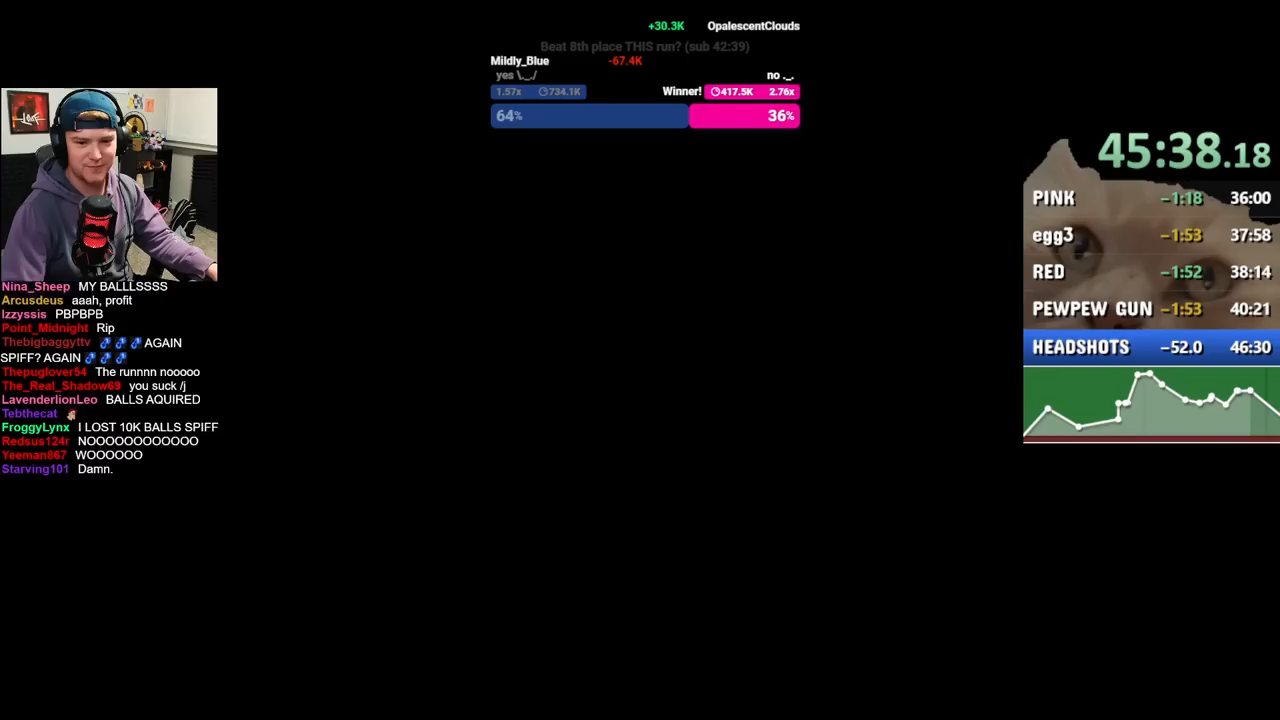 +30.3K OpalescentClouds
Beat 8th place THIS run? (sub 42:39)
Mildly_Blue -67.4K
yes \._./ no ._.
1.57x 734.1K Winner! 417.5K 2.76x
64% 36%
45:38.18
PINK -1:18 36:00
egg3 -1:53 37:58
RED -1:52 38:14
PEWPEW GUN -1:53 40:21
HEADSHOTS -52.0 46:30
Nina_Sheep MY BALLLSSSS
Arcusdeus aaah, profit
Izzyssis PBPBPB
Point_Midnight Rip
Thebigbaggyttv AGAIN
SPIFF? AGAIN
Thepuglover54 The runnnn nooooo
The_Real_Shadow69 you suck /j
LavenderlionLeo BALLS AQUIRED
Tebthecat
FroggyLynx I LOST 10K BALLS SPIFF
Redsus124r NOOOOOOOOOOOO
Yeeman867 WOOOOOO
Starving101 Damn.